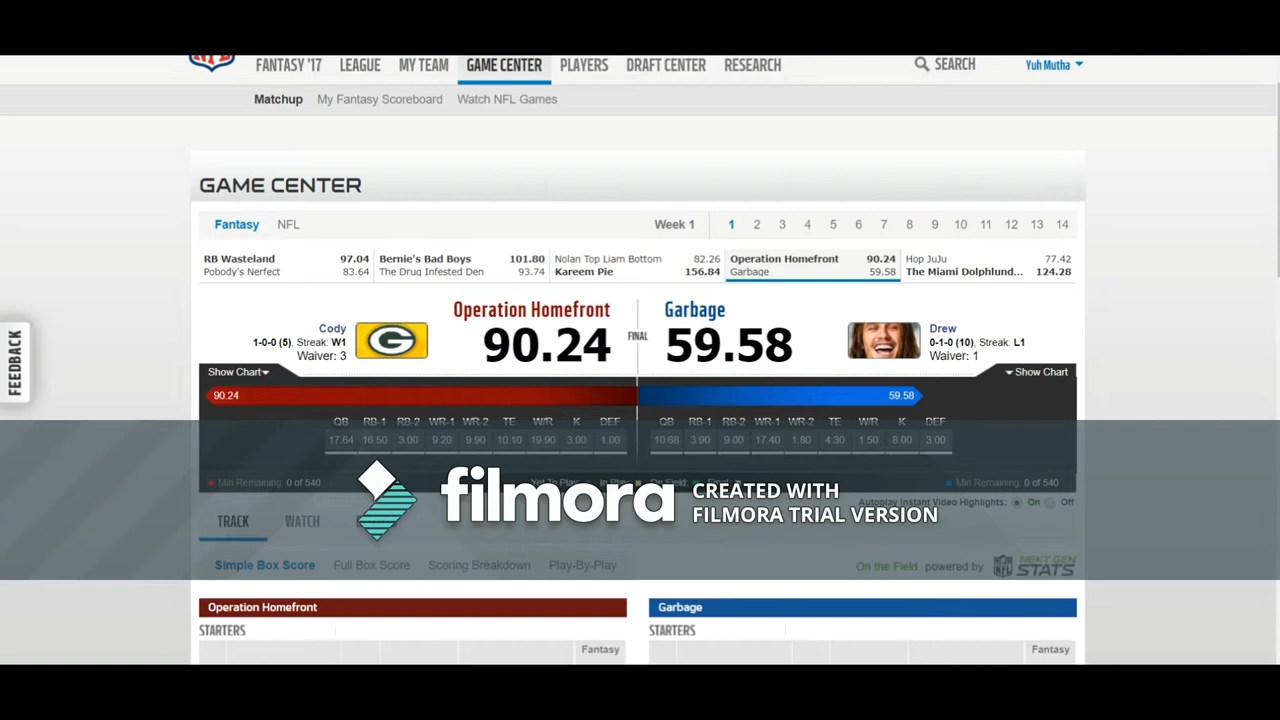 FANTASY '17 LEAGUE MY TEAM GAME CENTER PLAYERS DRAFT CENTER RESEARCH SEARCH Yuh Mutha
Matchup My Fantasy Scoreboard Watch NFL Games
GAME CENTER
Fantasy NFL Week 1 1 2 3 4 5 6 7 8 9 10 11 12 13 14
RB Wasteland 97.04 Bernie's Bad Boys 101.80 Nolan Top Liam Bottom 82.26 Operation Homefront 90.24 Hop JuJu 77.42
Pobody's Nerfect 83.64 The Drug Infested Den 93.74 Kareem Pie 156.84 Garbage 59.58 The Miami Dolphlund... 124.28
Operation Homefront Garbage
Cody 90.24 FINAL 59.58 Drew
1-0-0 (5), Streak: W1 0-1-0 (10), Streak: L1
Waiver: 3 Waiver: 1
Show Chart Show Chart
90.24 59.58
QB RB-1 RB-2 WR-1 WR-2 TE W/R K DEF QB RB-1 RB-2 WR-1 WR-2 TE W/R K DEF
17.64 16.50 3.00 9.20 9.90 10.10 19.90 3.00 1.00 10.68 3.90 9.00 17.40 1.80 4.30 1.50 8.00 3.00
Min Remaining: 0 of 540 Yet To Play In Play On Field Min Remaining: 0 of 540
filmora CREATED WITH
FILMORA TRIAL VERSION
Autoplay Instant Video Highlights: On Off
TRACK WATCH
Simple Box Score Full Box Score Scoring Breakdown Play-By-Play On the Field powered by NFL NEXT GEN STATS
Operation Homefront Garbage
STARTERS STARTERS
Fantasy Fantasy
FEEDBACK